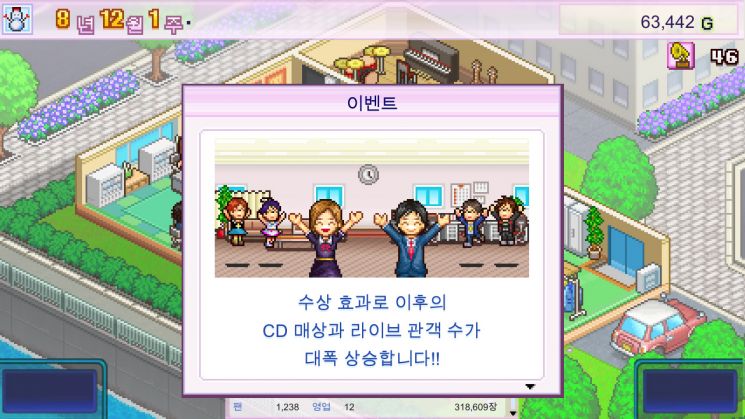 8년 12월 1주
63,442 G
46
이벤트
수상 효과로 이후의
CD 매상과 라이브 관객 수가
대폭 상승합니다!!
팬 1,238 영업 12 318,609장